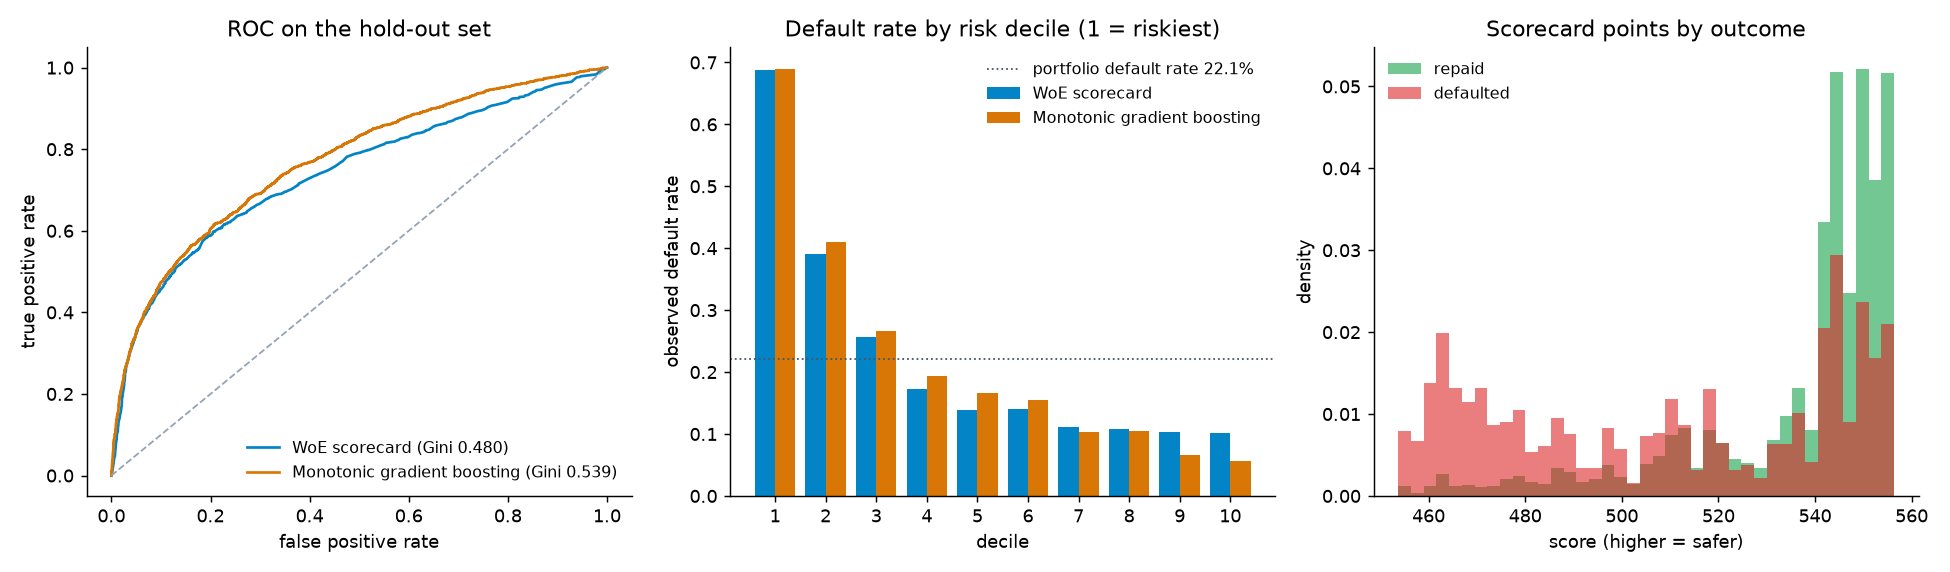 ROC on the hold-out set
1.0
0.8
0.6
0.4
0.2
0.0
true positive rate
WoE scorecard (Gini 0.480)
Monotonic gradient boosting (Gini 0.539)
0.0 0.2 0.4 0.6 0.8 1.0
false positive rate
Default rate by risk decile (1 = riskiest)
0.7
0.6
0.5
0.4
0.3
0.2
0.1
0.0
observed default rate
portfolio default rate 22.1%
WoE scorecard
Monotonic gradient boosting
1 2 3 4 5 6 7 8 9 10
decile
Scorecard points by outcome
0.05
0.04
0.03
0.02
0.01
0.00
density
repaid
defaulted
460 480 500 520 540 560
score (higher = safer)